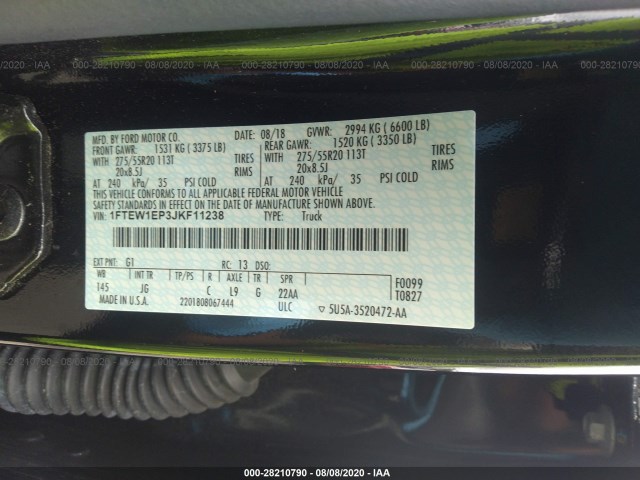 000-28210790 - 08/08/2020 - IAA
MFD. BY FORD MOTOR CO.
DATE: 08/18
GVWR: 2994 KG ( 6600 LB)
FRONT GAWR: 1531 KG ( 3375 LB)
REAR GAWR: 1520 KG ( 3350 LB)
WITH 275/55R20 113T TIRES
WITH 275/55R20 113T TIRES
20x8.5J RIMS
20x8.5J RIMS
AT 240 kPa/ 35 PSI COLD
AT 240 kPa/ 35 PSI COLD
THIS VEHICLE CONFORMS TO ALL APPLICABLE FEDERAL MOTOR VEHICLE
SAFETY STANDARDS IN EFFECT ON THE DATE OF MANUFACTURE SHOWN ABOVE.
VIN: 1FTEW1EP3JKF11238 TYPE: Truck
EXT PNT: G1 RC: 13 DSO:
WB INT TR TP/PS R AXLE TR SPR
145 JG C L9 G 22AA
F0099
T0827
MADE IN U.S.A. 220180B067444 ULC ▽ 5U5A-3520472-AA
000-28210790 - 08/08/2020 - IAA